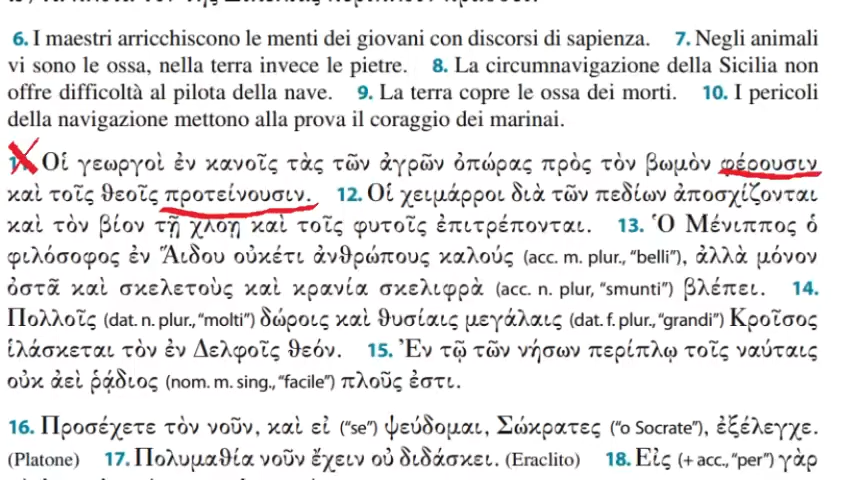 6. I maestri arricchiscono le menti dei giovani con discorsi di sapienza. 7. Negli animali
vi sono le ossa, nella terra invece le pietre. 8. La circumnavigazione della Sicilia non
offre difficoltà al pilota della nave. 9. La terra copre le ossa dei morti. 10. I pericoli
della navigazione mettono alla prova il coraggio dei marinai.
Οἱ γεωργοὶ ἐν κανοῖς τὰς τῶν ἀγρῶν ὀπώρας πρὸς τὸν βωμὸν φέρουσιν
καὶ τοῖς θεοῖς προτείνουσιν. 12. Οἱ χειμάρροι διὰ τῶν πεδίων ἀποσχίζονται
καὶ τὸν βίον τῇ χλόῃ καὶ τοῖς φυτοῖς ἐπιτρέπονται. 13. Ὁ Μένιππος ὁ
φιλόσοφος ἐν Ἅιδου οὐκέτι ἀνθρώπους καλούς (acc. m. plur., “belli”), ἀλλὰ μόνον
ὀστᾶ καὶ σκελετοὺς καὶ κρανία σκελιφρὰ (acc. n. plur, “smunti”) βλέπει. 14.
Πολλοῖς (dat. n. plur., “molti”) δώροις καὶ θυσίαις μεγάλαις (dat. f. plur., “grandi”) Κροῖσος
ἱλάσκεται τὸν ἐν Δελφοῖς θεόν. 15. Ἐν τῷ τῶν νήσων περίπλῳ τοῖς ναύταις
οὐκ ἀεὶ ῥᾴδιος (nom. m. sing., “facile”) πλοῦς ἐστι.
16. Προσέχετε τὸν νοῦν, καὶ εἰ (“se”) ψεύδομαι, Σώκρατες (“o Socrate”), ἐξέλεγχε.
(Platone) 17. Πολυμαθία νοῦν ἔχειν οὐ διδάσκει. (Eraclito) 18. Εἰς (+ acc., “per”) γὰρ